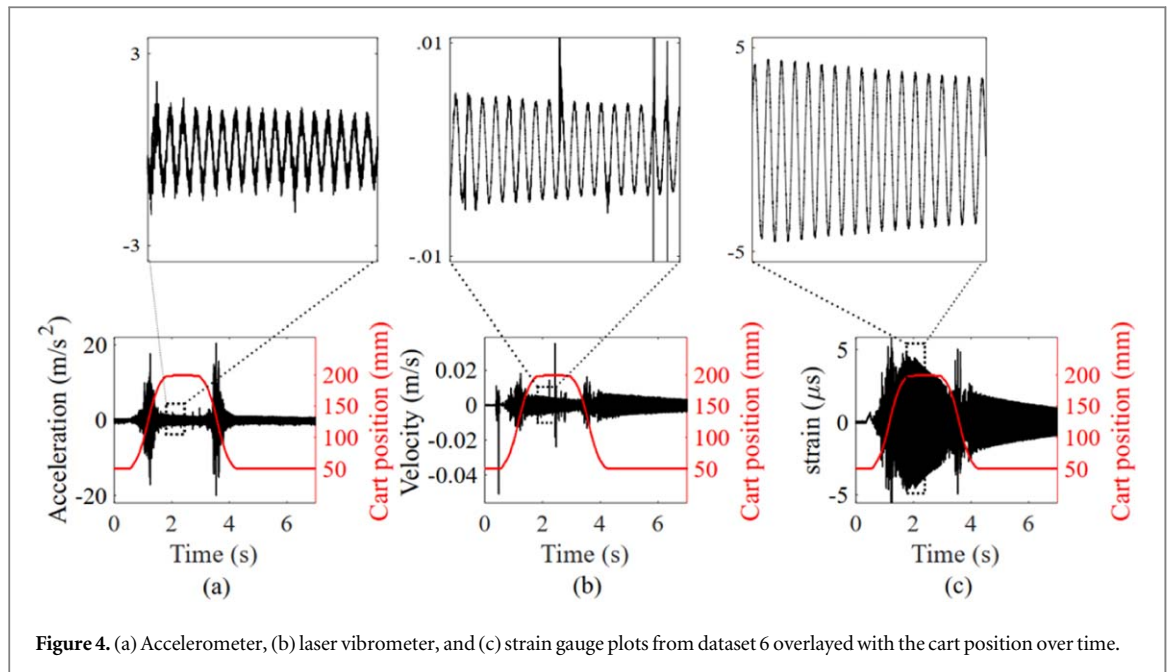 3
-3
.01
-.01
5
-5
Acceleration (m/s²)
20
10
0
-10
-20
200
150
100
50
Cart position (mm)
0 2 4 6
Time (s)
(a)
Velocity (m/s)
0.02
0
-0.02
-0.04
200
150
100
50
Cart position (mm)
0 2 4 6
Time (s)
(b)
strain (µs)
5
0
-5
200
150
100
50
Cart position (mm)
0 2 4 6
Time (s)
(c)
Figure 4. (a) Accelerometer, (b) laser vibrometer, and (c) strain gauge plots from dataset 6 overlayed with the cart position over time.